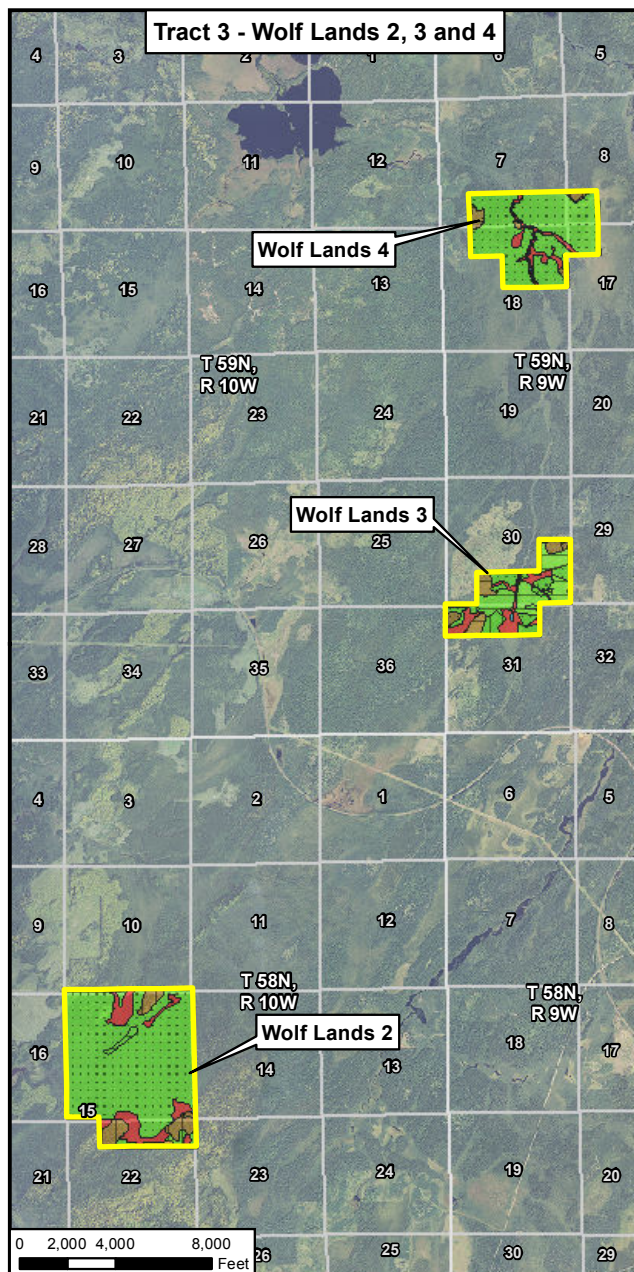 Tract 3 - Wolf Lands 2, 3 and 4
4 3 2 1 6 5
9 10 11 12 7 8
Wolf Lands 4
16 15 14 13 18 17
T 59N,
R 10W
T 59N,
R 9W
21 22 23 24 19 20
Wolf Lands 3
28 27 26 25 30 29
33 34 35 36 31 32
4 3 2 1 6 5
9 10 11 12 7 8
T 58N,
R 10W
T 58N,
R 9W
Wolf Lands 2
16 15 14 13 18 17
21 22 23 24 19 20
0 2,000 4,000 8,000
Feet
26 25 30 29